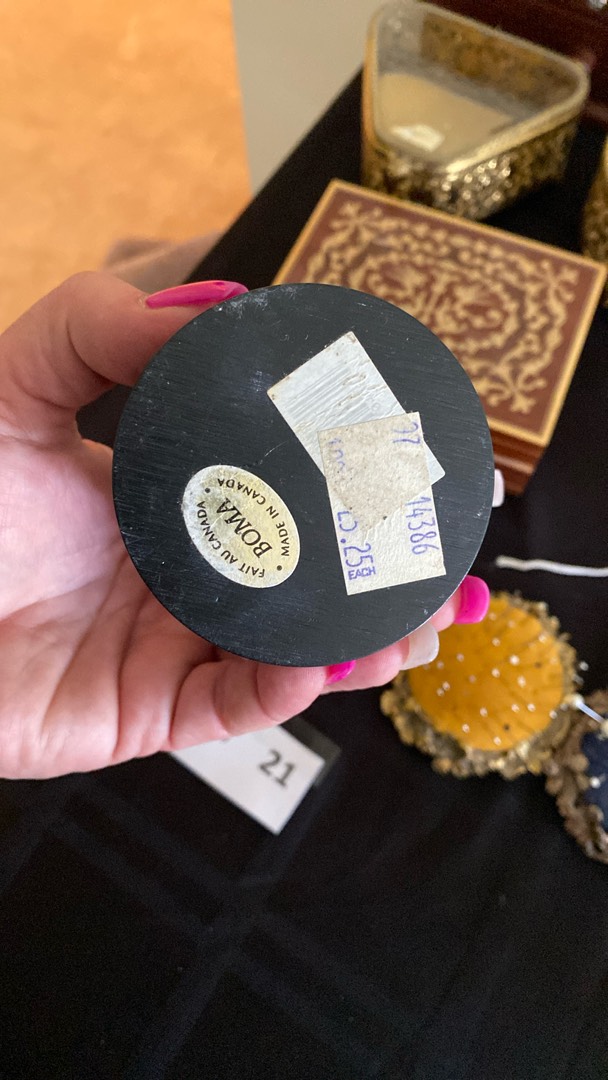 FAIT AU CANADA
BOMA
MADE IN CANADA
14386
.25
EACH
21